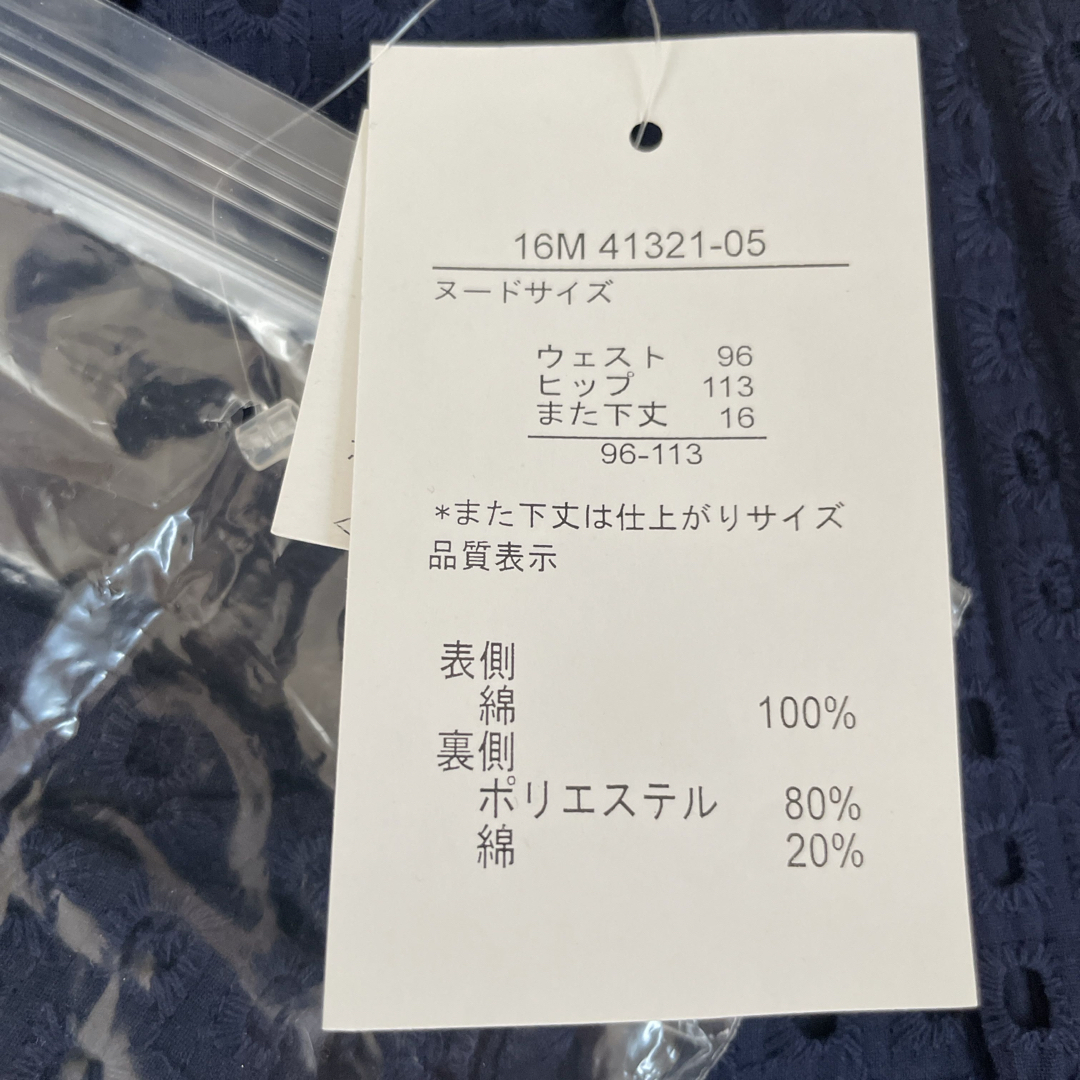 16M 41321-05
ヌードサイズ
ウェスト 96
ヒップ 113
また下丈 16
96-113
*また下丈は仕上がりサイズ
品質表示
表側
綿 100%
裏側
ポリエステル 80%
綿 20%